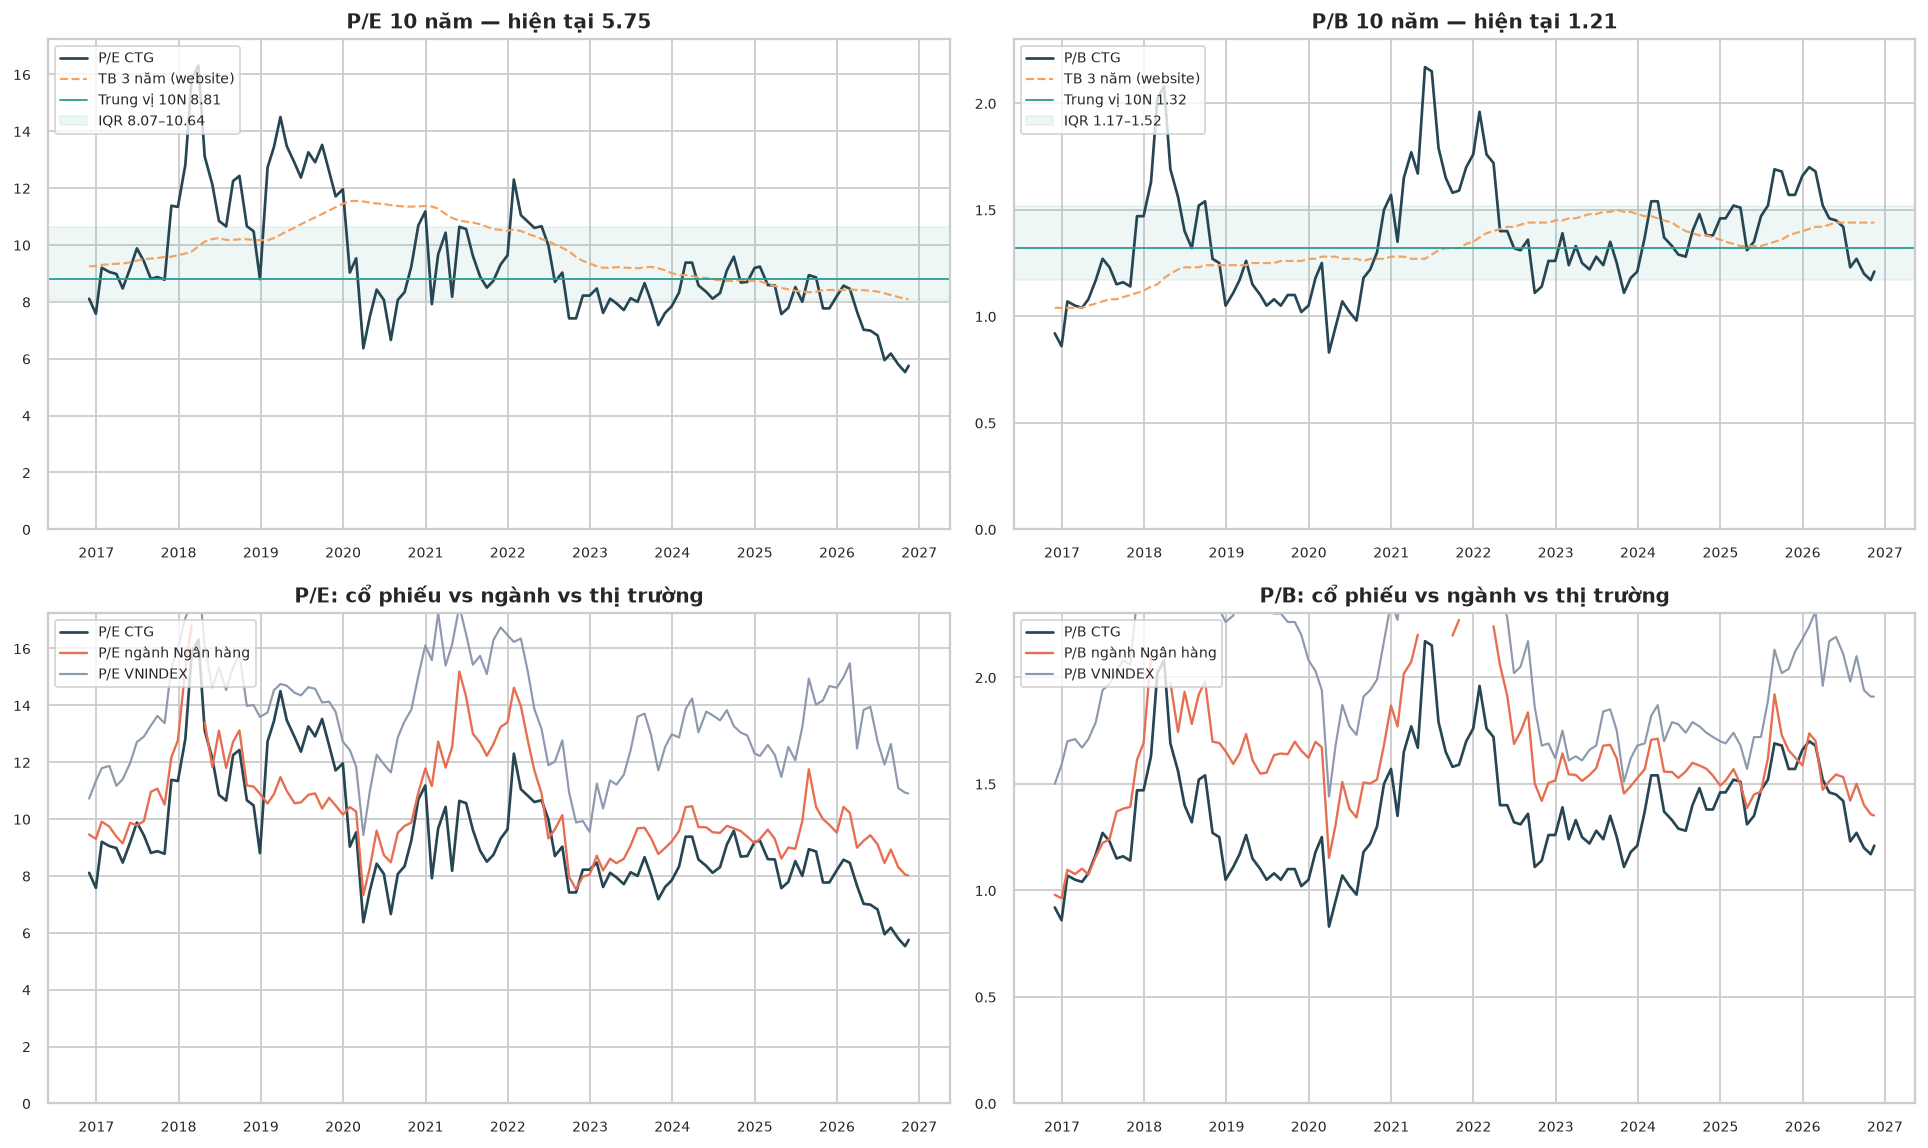 P/E 10 năm — hiện tại 5.75
P/E CTG
TB 3 năm (website)
Trung vị 10N 8.81
IQR 8.07–10.64
16
14
12
10
8
6
4
2
0
2017 2018 2019 2020 2021 2022 2023 2024 2025 2026 2027
P/B 10 năm — hiện tại 1.21
P/B CTG
TB 3 năm (website)
Trung vị 10N 1.32
IQR 1.17–1.52
2.0
1.5
1.0
0.5
0.0
2017 2018 2019 2020 2021 2022 2023 2024 2025 2026 2027
P/E: cổ phiếu vs ngành vs thị trường
P/E CTG
P/E ngành Ngân hàng
P/E VNINDEX
16
14
12
10
8
6
4
2
0
2017 2018 2019 2020 2021 2022 2023 2024 2025 2026 2027
P/B: cổ phiếu vs ngành vs thị trường
P/B CTG
P/B ngành Ngân hàng
P/B VNINDEX
2.0
1.5
1.0
0.5
0.0
2017 2018 2019 2020 2021 2022 2023 2024 2025 2026 2027